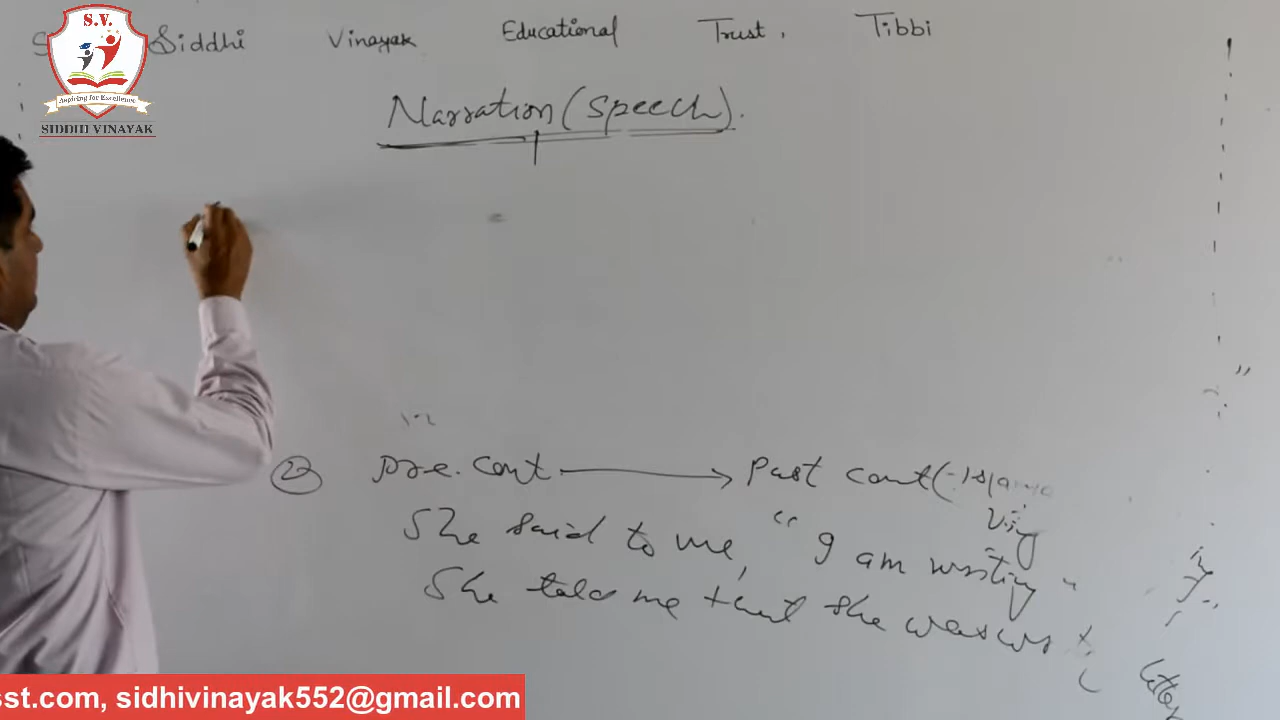 S.V.
Aspiring for Excellence
SIDDHI VINAYAK
Siddhi Vinayak Educational Trust, Tibbi
Narration (Speech).
② Pre. Cont → Past cont (
Ving
She said to me, " I am writing "
She told me that she was
sst.com, sidhivinayak552@gmail.com